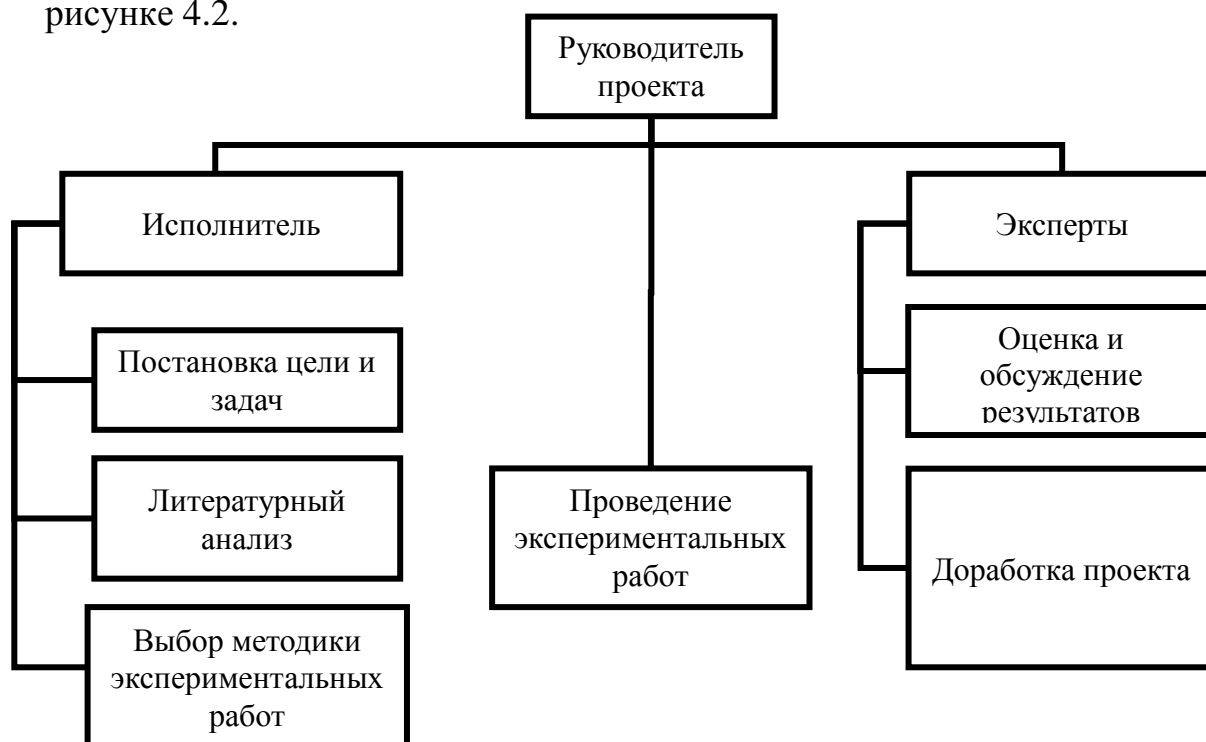 рисунке 4.2.
Руководитель
проекта
Исполнитель
Эксперты
Постановка цели и
задач
Оценка и
обсуждение
результатов
Литературный
анализ
Проведение
экспериментальных
работ
Доработка проекта
Выбор методики
экспериментальных
работ